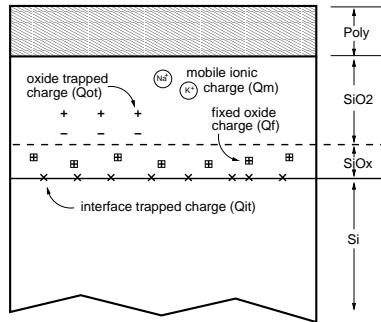 Poly
oxide trapped
charge (Qot)
Na+
K+
mobile ionic
charge (Qm)
SiO2
+ + +
− − −
fixed oxide
charge (Qf)
SiOx
interface trapped charge (Qit)
Si